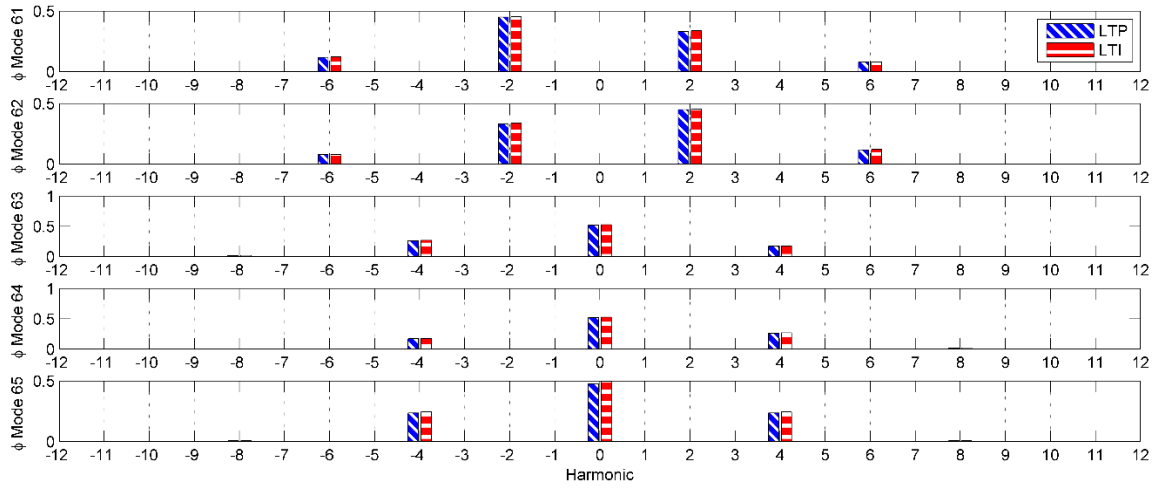 0.5
0
φ Mode 61
LTP
LTI
-12 -11 -10 -9 -8 -7 -6 -5 -4 -3 -2 -1 0 1 2 3 4 5 6 7 8 9 10 11 12
0.5
0
φ Mode 62
-12 -11 -10 -9 -8 -7 -6 -5 -4 -3 -2 -1 0 1 2 3 4 5 6 7 8 9 10 11 12
1
0.5
0
φ Mode 63
-12 -11 -10 -9 -8 -7 -6 -5 -4 -3 -2 -1 0 1 2 3 4 5 6 7 8 9 10 11 12
1
0.5
0
φ Mode 64
-12 -11 -10 -9 -8 -7 -6 -5 -4 -3 -2 -1 0 1 2 3 4 5 6 7 8 9 10 11 12
0.5
0
φ Mode 65
-12 -11 -10 -9 -8 -7 -6 -5 -4 -3 -2 -1 0 1 2 3 4 5 6 7 8 9 10 11 12
Harmonic